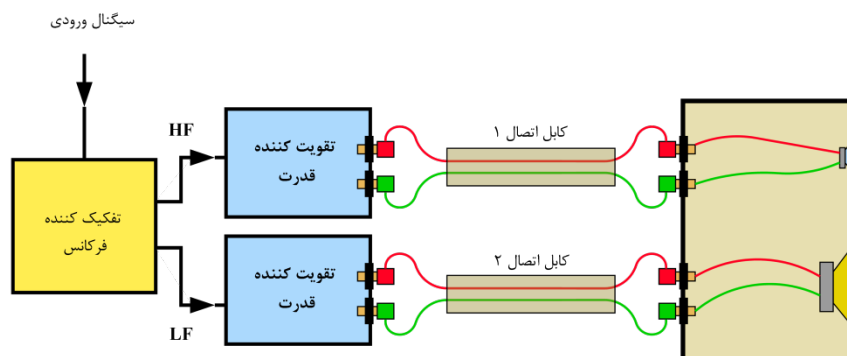 سیگنال ورودی
HF
تقویت کننده
قدرت
کابل اتصال ۱
تفکیک کننده
فرکانس
تقویت کننده
قدرت
کابل اتصال ۲
LF